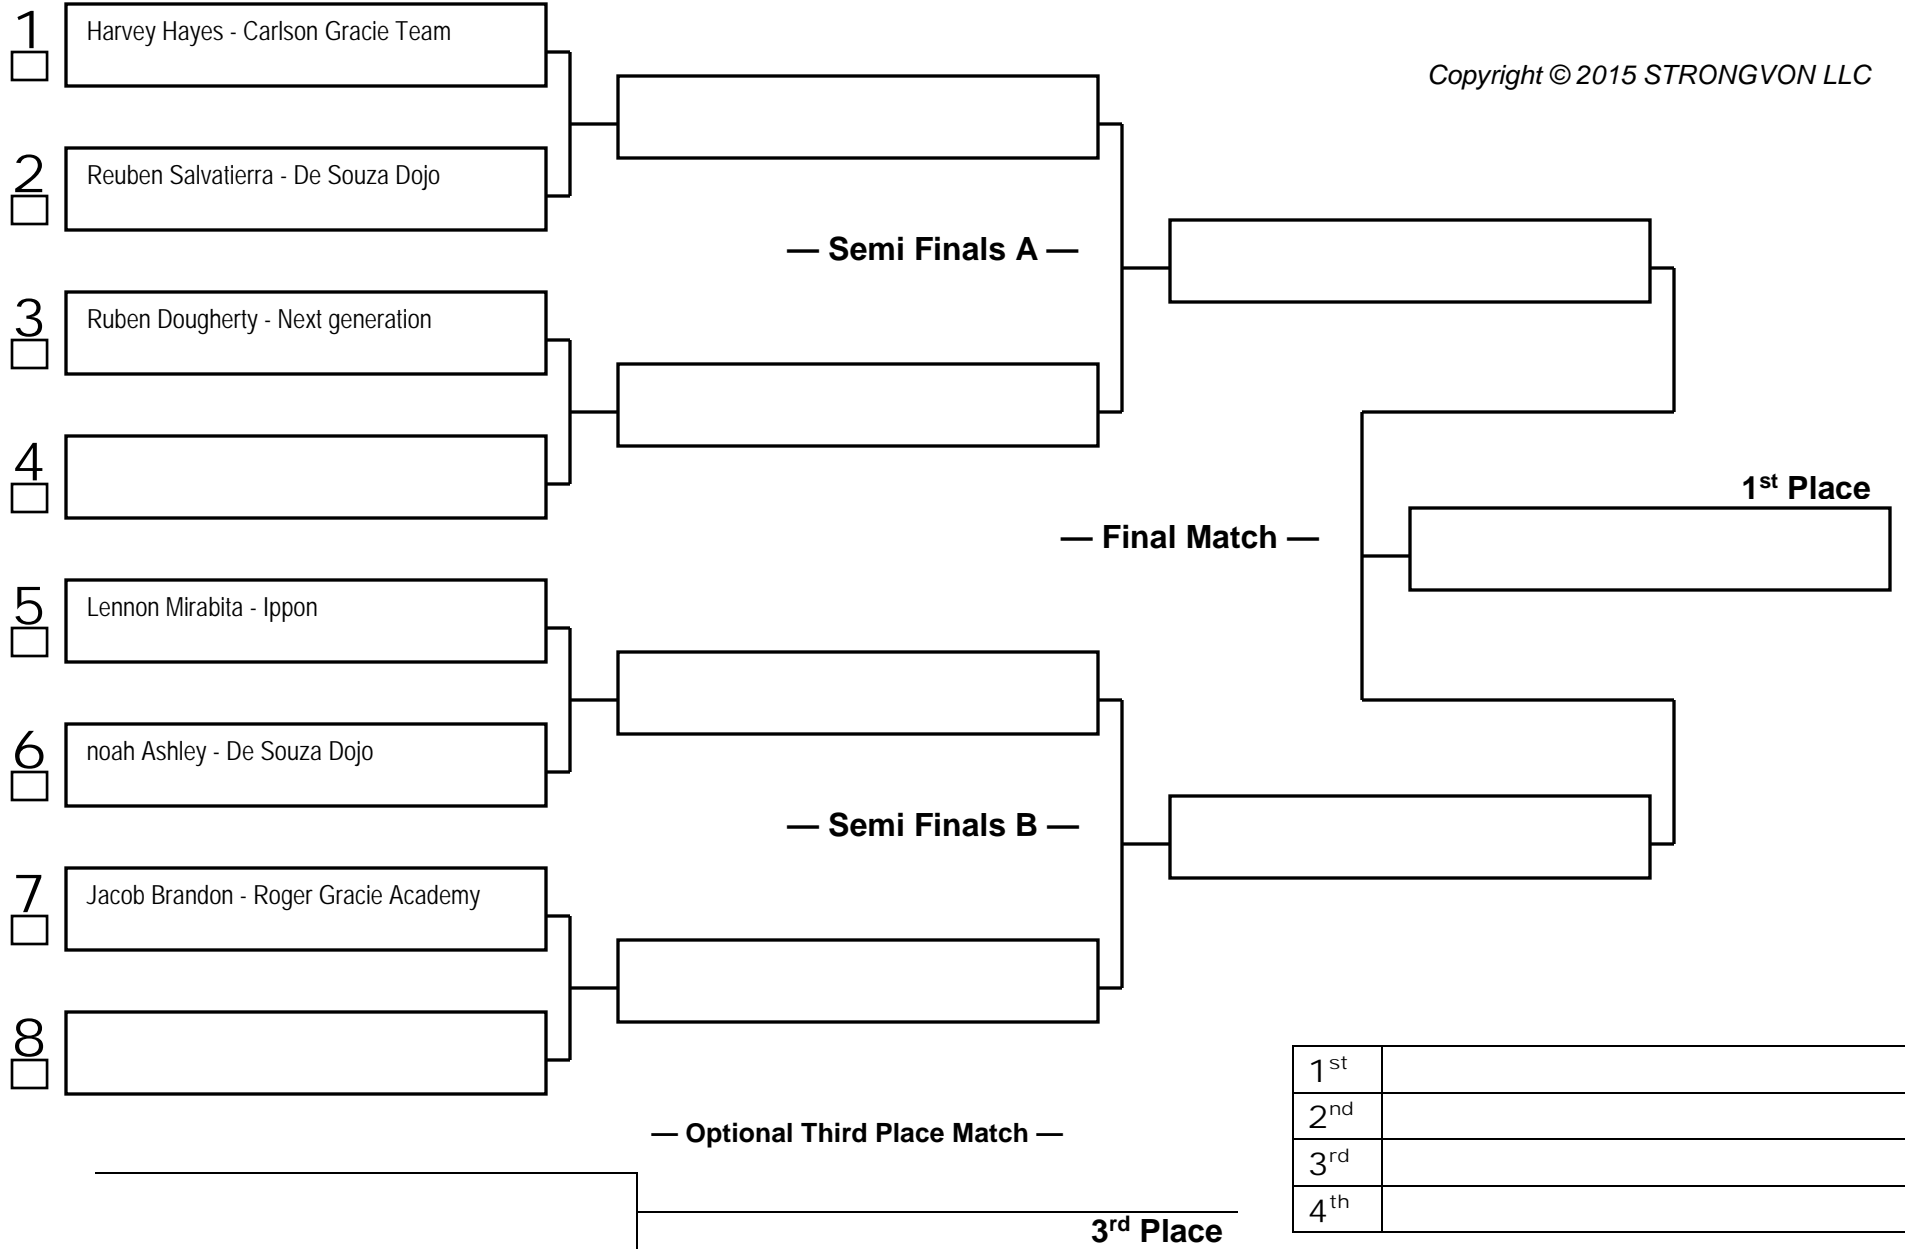 1
Harvey Hayes - Carlson Gracie Team
Copyright © 2015 STRONGVON LLC
2
Reuben Salvatierra - De Souza Dojo
— Semi Finals A —
3
Ruben Dougherty - Next generation
4
1st Place
— Final Match —
5
Lennon Mirabita - Ippon
6
noah Ashley - De Souza Dojo
— Semi Finals B —
7
Jacob Brandon - Roger Gracie Academy
8
1st
2nd
3rd
4th
— Optional Third Place Match —
3rd Place